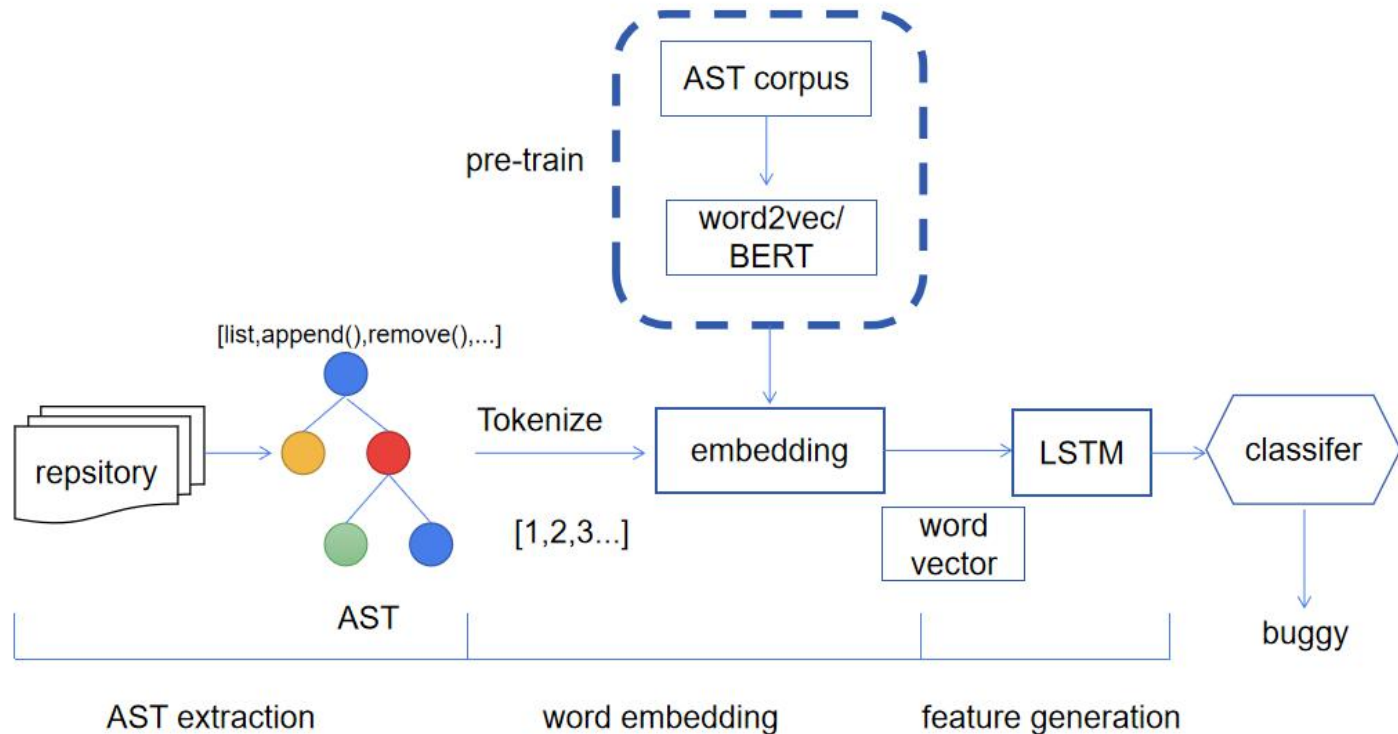 AST corpus
pre-train
word2vec/
BERT
[list,append(),remove(),...]
Tokenize
repsitory
embedding
LSTM
classifer
[1,2,3...]
word
vector
AST
buggy
AST extraction
word embedding
feature generation